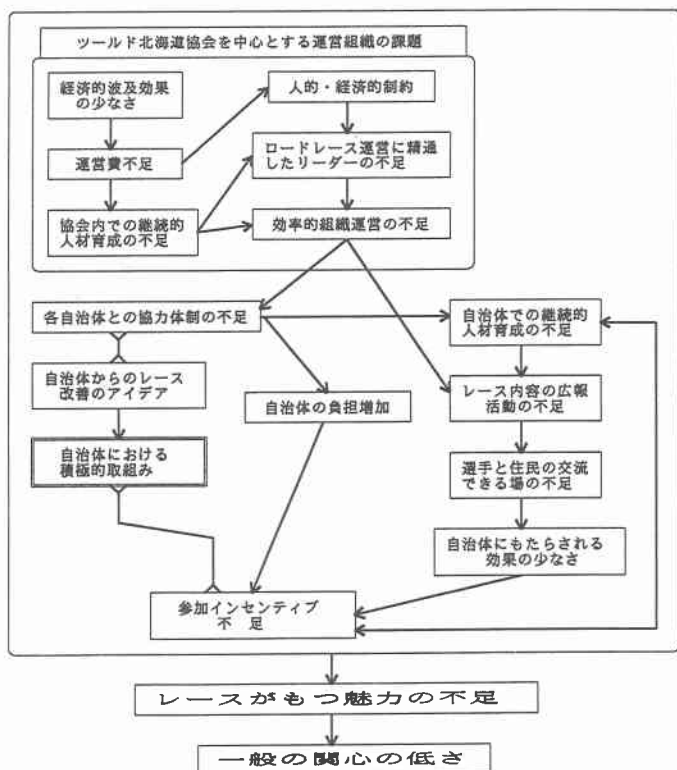 ツールド北海道協会を中心とする運営組織の課題
経済的波及効果
の少なさ
人的・経済的制約
運営費不足
ロードレース運営に精通
したリーダーの不足
協会内での継続的
人材育成の不足
効率的組織運営の不足
各自治体との協力体制の不足
自治体での継続的
人材育成の不足
自治体からのレース
改善のアイデア
自治体の負担増加
レース内容の広報
活動の不足
自治体における
積極的取組み
選手と住民の交流
できる場の不足
自治体にもたらされる
効果の少なさ
参加インセンティブ
不 足
レースがもつ魅力の不足
一般の関心の低さ